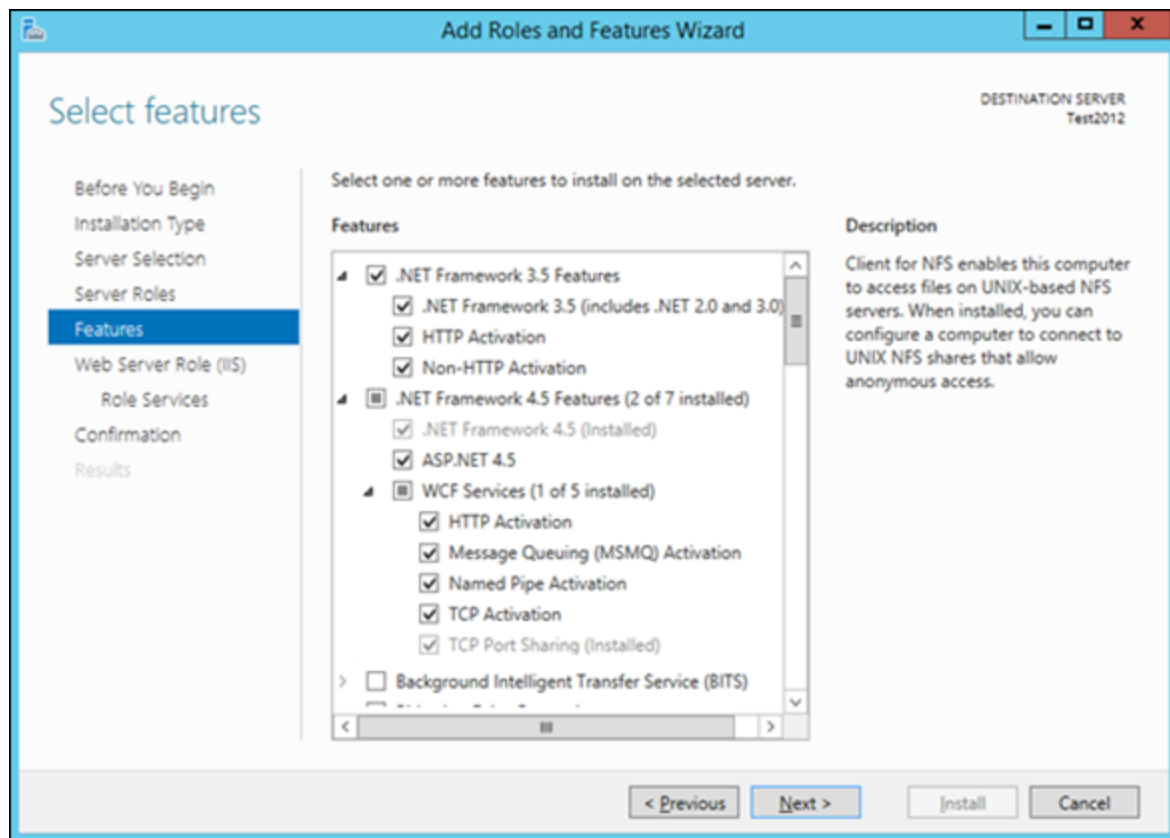 Add Roles and Features Wizard
Select features
DESTINATION SERVER
Test2012
Before You Begin
Installation Type
Server Selection
Server Roles
Features
Web Server Role (IIS)
Role Services
Confirmation
Results
Select one or more features to install on the selected server.
Features
.NET Framework 3.5 Features
.NET Framework 3.5 (includes .NET 2.0 and 3.0)
HTTP Activation
Non-HTTP Activation
.NET Framework 4.5 Features (2 of 7 installed)
.NET Framework 4.5 (Installed)
ASP.NET 4.5
WCF Services (1 of 5 installed)
HTTP Activation
Message Queuing (MSMQ) Activation
Named Pipe Activation
TCP Activation
TCP Port Sharing (Installed)
Background Intelligent Transfer Service (BITS)
Description
Client for NFS enables this computer
to access files on UNIX-based NFS
servers. When installed, you can
configure a computer to connect to
UNIX NFS shares that allow
anonymous access.
< Previous
Next >
Install
Cancel